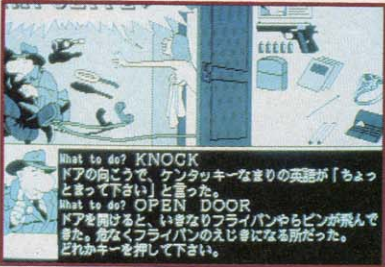 What to do? KNOCK
ドアの向こうで、ケンタッキーなまりの英語が「ちょっ
とまって下さい」と言った。
What to do? OPEN DOOR
ドアを開けると、いきなりフライパンやらビンが飛んで
きた。危なくフライパンのえじきになる所だった。
どれかキーを押して下さい。